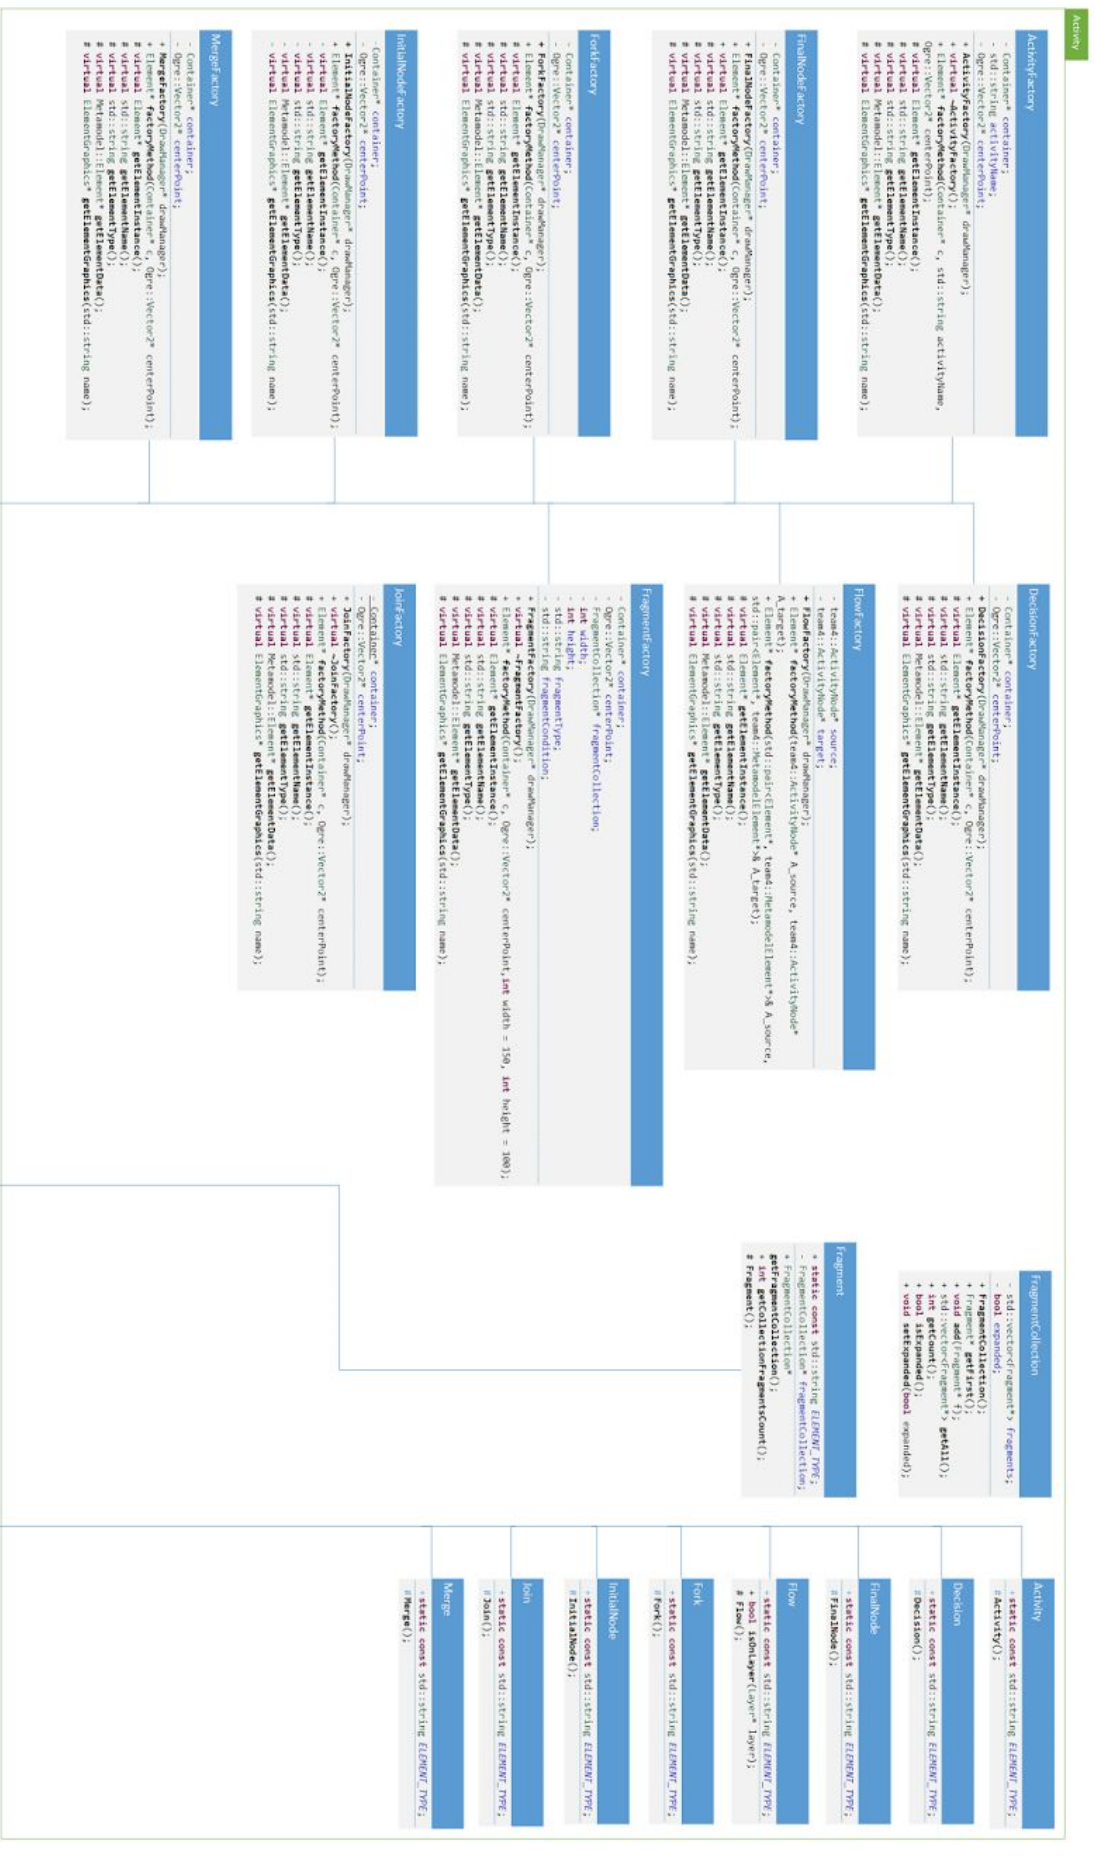 Activity
ActivityFactory
- Container* container;
- std::string activityName;
- Ogre::Vector2* centerPoint;
+ ActivityFactory(DrawManager* drawManager);
+ virtual ~ActivityFactory();
+ Element* factoryMethod(Container* c, std::string activityName,
Ogre::Vector2* centerPoint);
# virtual Element* getElementInstance();
# virtual std::string getElementName();
# virtual std::string getElementType();
# virtual Metamodel::Element* getElementData();
# virtual ElementGraphics* getElementGraphics(std::string name);
FinalNodeFactory
- Container* container;
- Ogre::Vector2* centerPoint;
+ FinalNodeFactory(DrawManager* drawManager);
+ Element* factoryMethod(Container* c, Ogre::Vector2* centerPoint);
# virtual Element* getElementInstance();
# virtual std::string getElementName();
# virtual std::string getElementType();
# virtual Metamodel::Element* getElementData();
# virtual ElementGraphics* getElementGraphics(std::string name);
ForkFactory
- Container* container;
- Ogre::Vector2* centerPoint;
+ ForkFactory(DrawManager* drawManager);
+ Element* factoryMethod(Container* c, Ogre::Vector2* centerPoint);
# virtual Element* getElementInstance();
# virtual std::string getElementName();
# virtual std::string getElementType();
# virtual Metamodel::Element* getElementData();
# virtual ElementGraphics* getElementGraphics(std::string name);
InitialNodeFactory
- Container* container;
- Ogre::Vector2* centerPoint;
+ InitialNodeFactory(DrawManager* drawManager);
+ Element* factoryMethod(Container* c, Ogre::Vector2* centerPoint);
- virtual Element* getElementInstance();
- virtual std::string getElementName();
- virtual std::string getElementType();
- virtual Metamodel::Element* getElementData();
- virtual ElementGraphics* getElementGraphics(std::string name);
MergeFactory
- Container* container;
- Ogre::Vector2* centerPoint;
+ MergeFactory(DrawManager* drawManager);
+ Element* factoryMethod(Container* c, Ogre::Vector2* centerPoint);
# virtual Element* getElementInstance();
# virtual std::string getElementName();
# virtual std::string getElementType();
# virtual Metamodel::Element* getElementData();
# virtual ElementGraphics* getElementGraphics(std::string name);
DecisionFactory
- Container* container;
- Ogre::Vector2* centerPoint;
+ DecisionFactory(DrawManager* drawManager);
+ Element* factoryMethod(Container* c, Ogre::Vector2* centerPoint);
# virtual Element* getElementInstance();
# virtual std::string getElementName();
# virtual std::string getElementType();
# virtual Metamodel::Element* getElementData();
# virtual ElementGraphics* getElementGraphics(std::string name);
FlowFactory
- team4::ActivityNode* source;
- team4::ActivityNode* target;
+ FlowFactory(DrawManager* drawManager);
+ Element* factoryMethod(team4::ActivityNode* A_source, team4::ActivityNode*
A_target);
+ Element* factoryMethod(std::pair<Element*, team4::MetamodelElement*>& A_source,
std::pair<Element*, team4::MetamodelElement*>& A_target);
# virtual Element* getElementInstance();
# virtual std::string getElementName();
# virtual std::string getElementType();
# virtual Metamodel::Element* getElementData();
# virtual ElementGraphics* getElementGraphics(std::string name);
FragmentFactory
- Container* container;
- Ogre::Vector2* centerPoint;
- FragmentCollection* fragmentCollection;
- int width;
- int height;
- std::string fragmentType;
- std::string fragmentCondition;
+ FragmentFactory(DrawManager* drawManager);
+ virtual ~FragmentFactory();
+ Element* factoryMethod(Container* c, Ogre::Vector2* centerPoint,int width = 150, int height = 100);
# virtual Element* getElementInstance();
# virtual std::string getElementName();
# virtual std::string getElementType();
# virtual Metamodel::Element* getElementData();
# virtual ElementGraphics* getElementGraphics(std::string name);
JoinFactory
- Container* container;
- Ogre::Vector2* centerPoint;
+ JoinFactory(DrawManager* drawManager);
+ virtual ~JoinFactory();
+ Element* factoryMethod(Container* c, Ogre::Vector2* centerPoint);
# virtual Element* getElementInstance();
# virtual std::string getElementName();
# virtual std::string getElementType();
# virtual Metamodel::Element* getElementData();
# virtual ElementGraphics* getElementGraphics(std::string name);
FragmentCollection
- std::vector<Fragment*> fragments;
- bool expanded;
+ FragmentCollection();
+ Fragment* getFirst();
+ void add(Fragment* f);
+ std::vector<Fragment*> getAll();
+ int getCount();
+ bool isExpanded();
+ void setExpanded(bool expanded);
Fragment
+ static const std::string ELEMENT_TYPE;
- FragmentCollection* fragmentCollection;
+ FragmentCollection*
getFragmentCollection();
+ int getCollectionFragmentsCount();
# Fragment();
Activity
+ static const std::string ELEMENT_TYPE;
# Activity();
Decision
+ static const std::string ELEMENT_TYPE;
# Decision();
FinalNode
+ static const std::string ELEMENT_TYPE;
# FinalNode();
Flow
+ static const std::string ELEMENT_TYPE;
+ bool isOnLayer(Layer* layer);
# Flow();
Fork
+ static const std::string ELEMENT_TYPE;
# Fork();
InitialNode
+ static const std::string ELEMENT_TYPE;
# InitialNode();
Join
+ static const std::string ELEMENT_TYPE;
# Join();
Merge
+ static const std::string ELEMENT_TYPE;
# Merge();